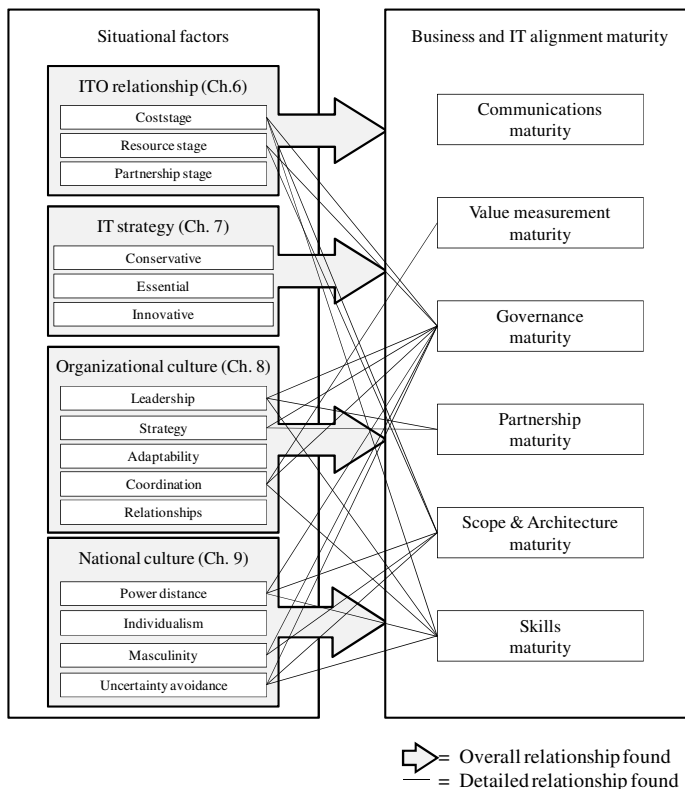 Situational factors
ITO relationship (Ch.6)
Coststage
Resource stage
Partnership stage
IT strategy (Ch. 7)
Conservative
Essential
Innovative
Organizational culture (Ch. 8)
Leadership
Strategy
Adaptability
Coordination
Relationships
National culture (Ch. 9)
Power distance
Individualism
Masculinity
Uncertainty avoidance
Business and IT alignment maturity
Communications
maturity
Value measurement
maturity
Governance
maturity
Partnership
maturity
Scope & Architecture
maturity
Skills
maturity
= Overall relationship found
= Detailed relationship found